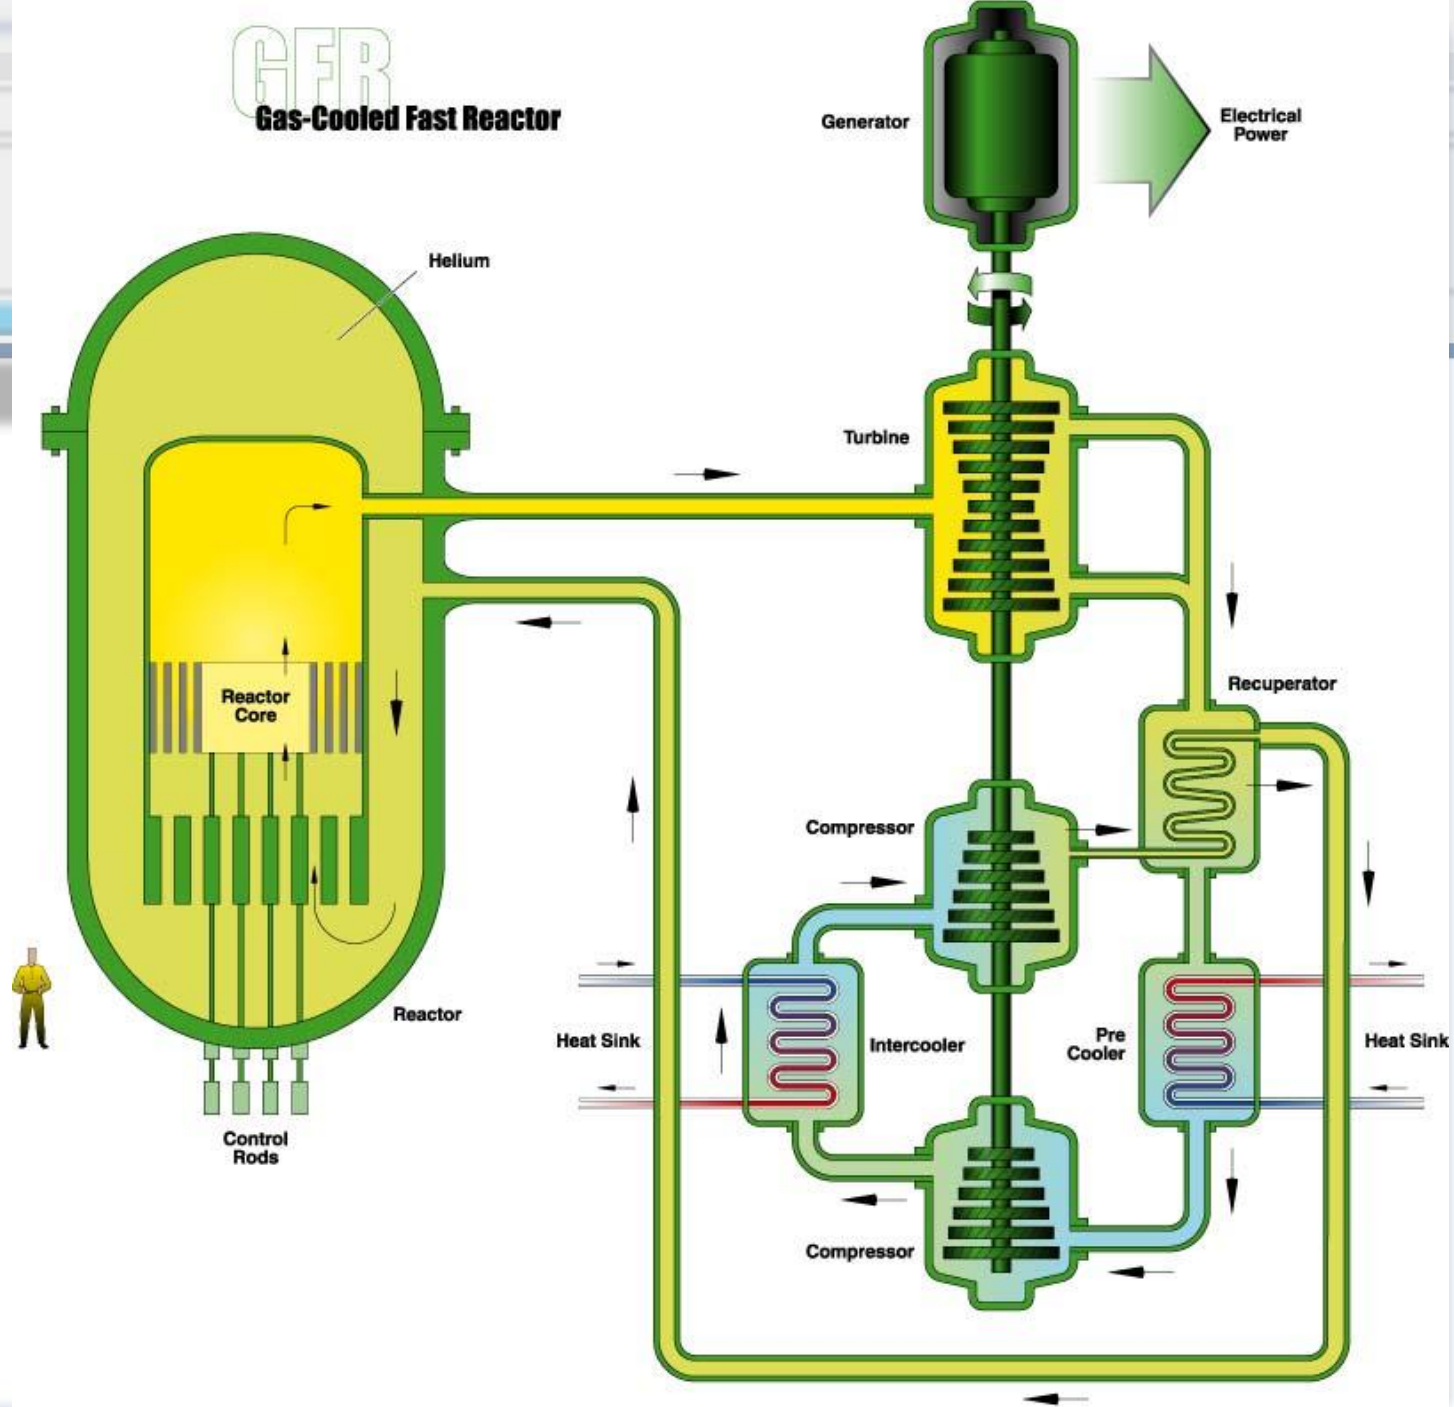 GFR
Gas-Cooled Fast Reactor
Generator
Electrical
Power
Helium
Turbine
Recuperator
Reactor
Core
Compressor
Reactor
Heat Sink
Intercooler
Pre
Cooler
Heat Sink
Control
Rods
Compressor